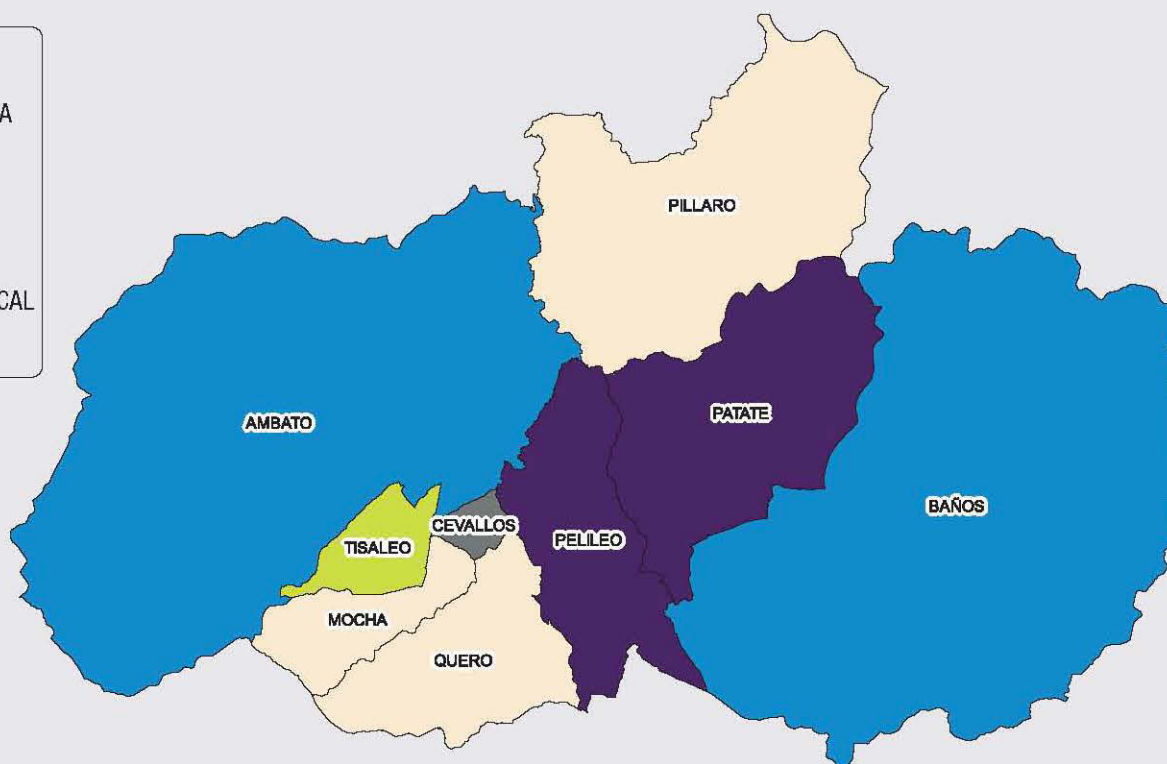 A
CAL
PILLARO
AMBATO
PATATE
BAÑOS
CEVALLOS
TISALEO
PELILEO
MOCHA
QUERO